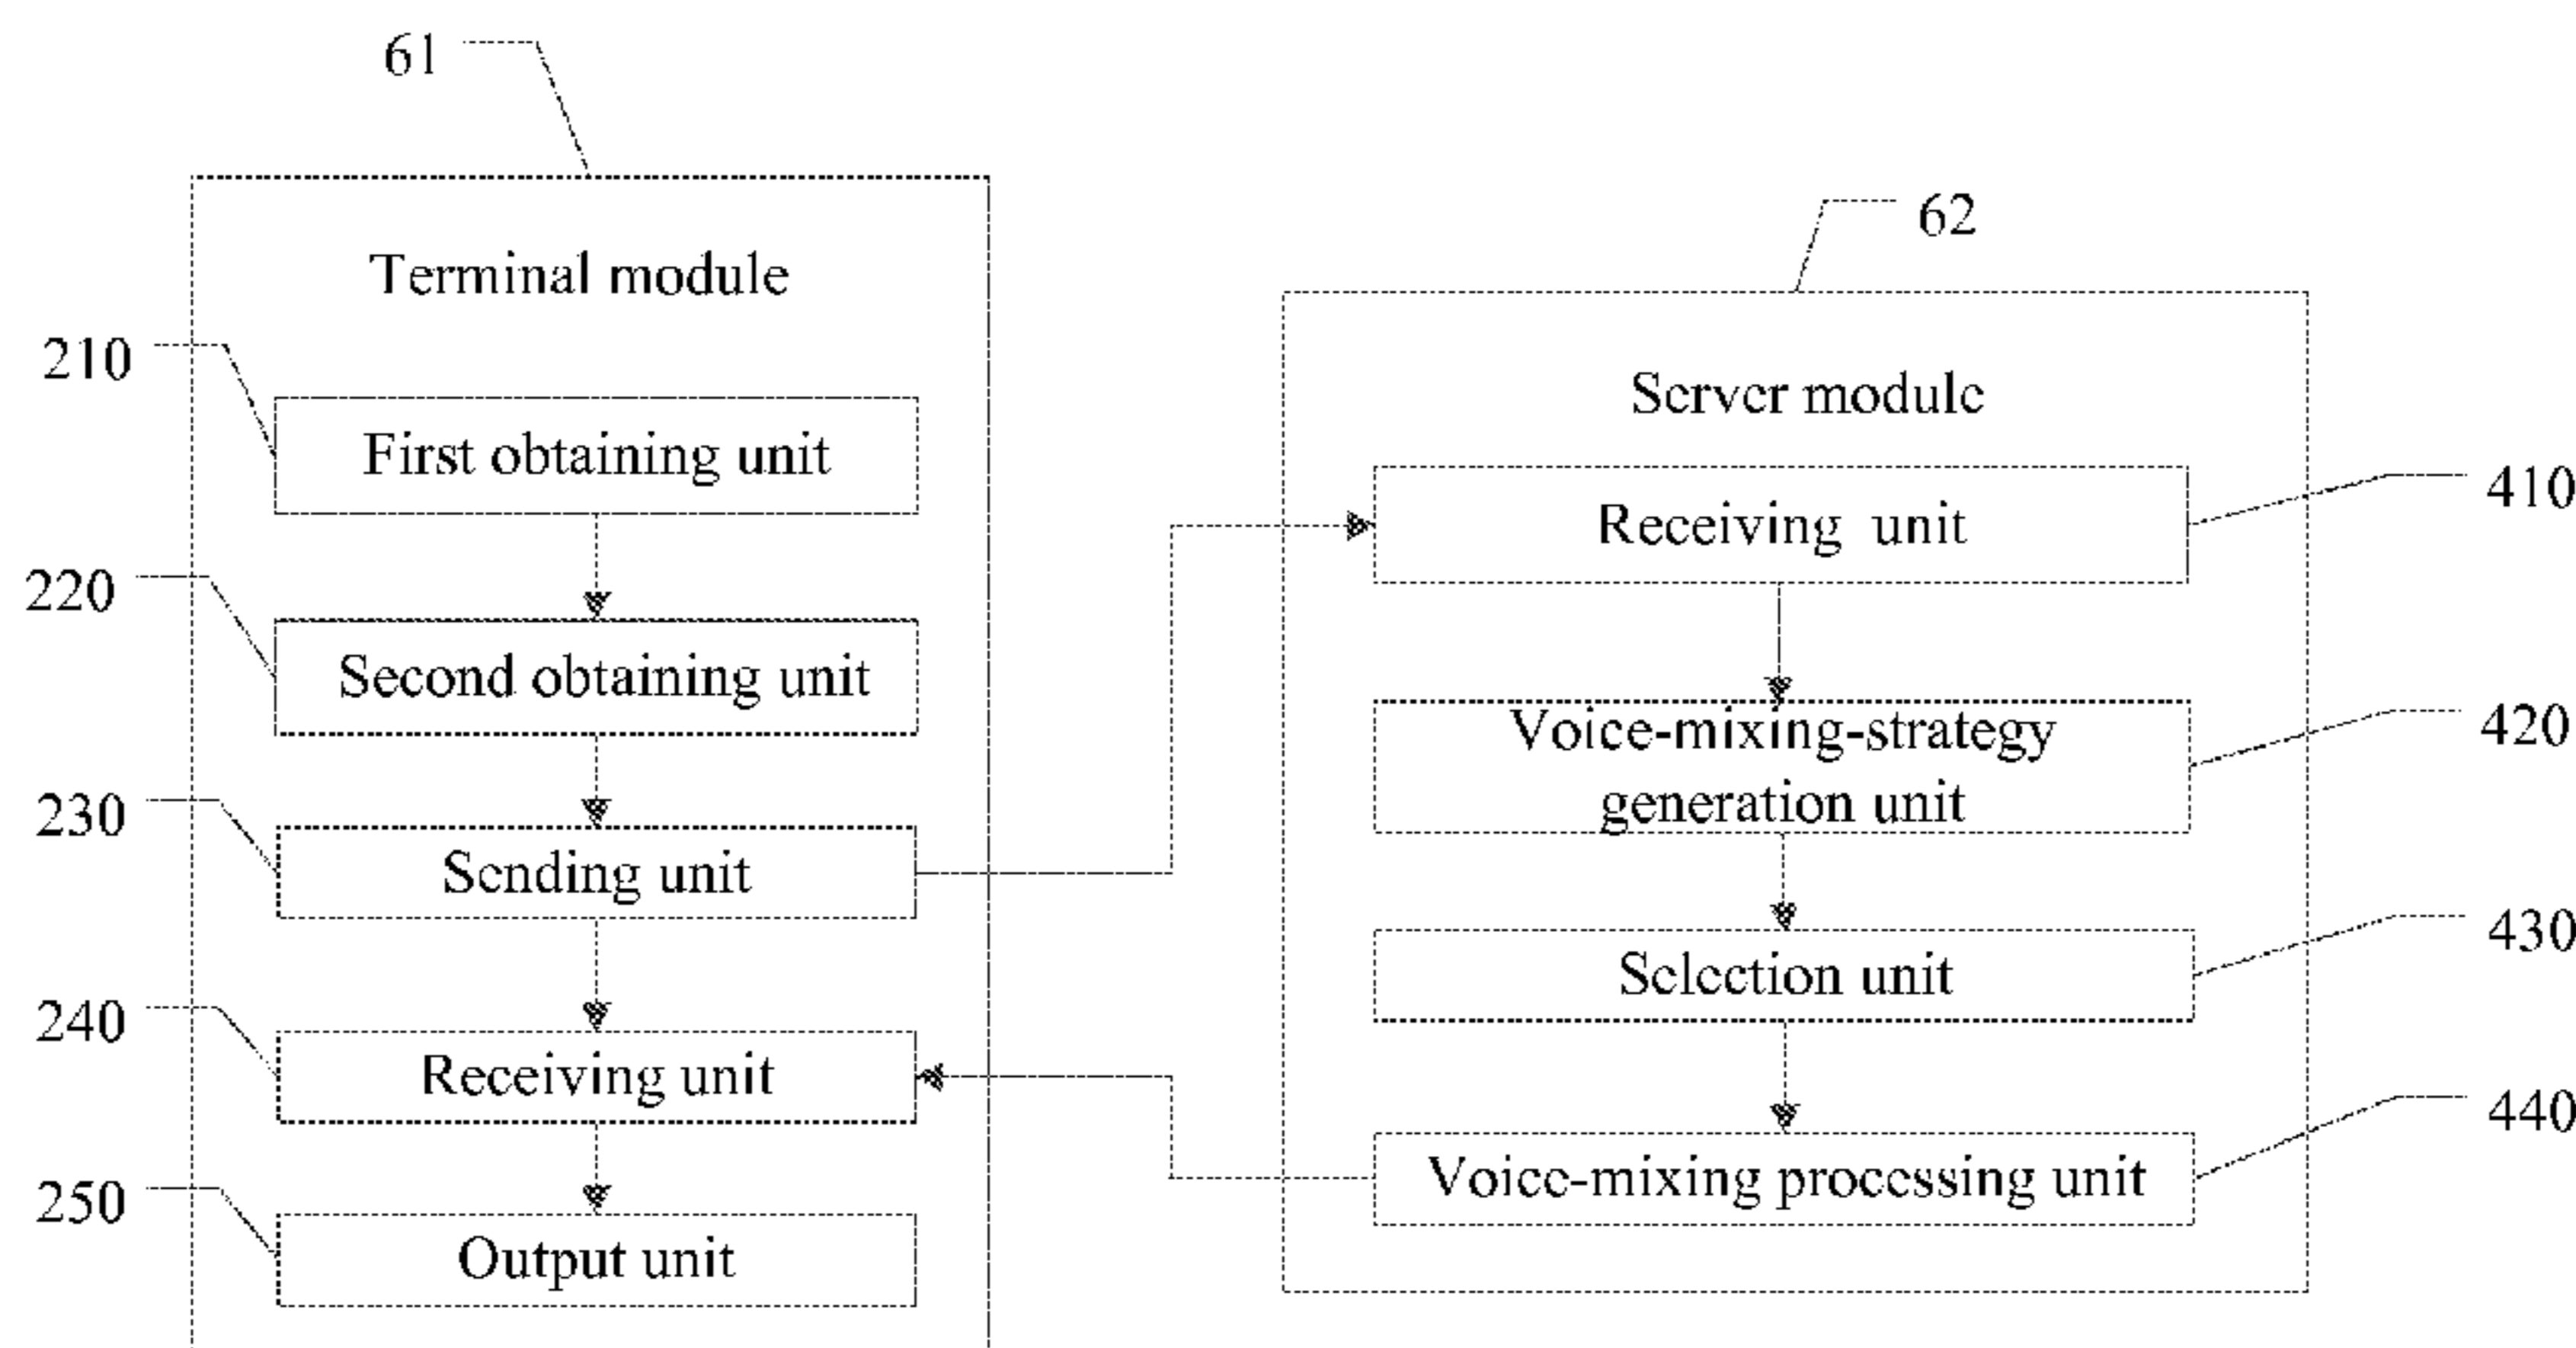 61
Terminal module
210
First obtaining unit
220
Second obtaining unit
230
Sending unit
240
Receiving unit
250
Output unit
62
Server module
410
Receiving unit
420
Voice-mixing-strategy
generation unit
430
Selection unit
440
Voice-mixing processing unit